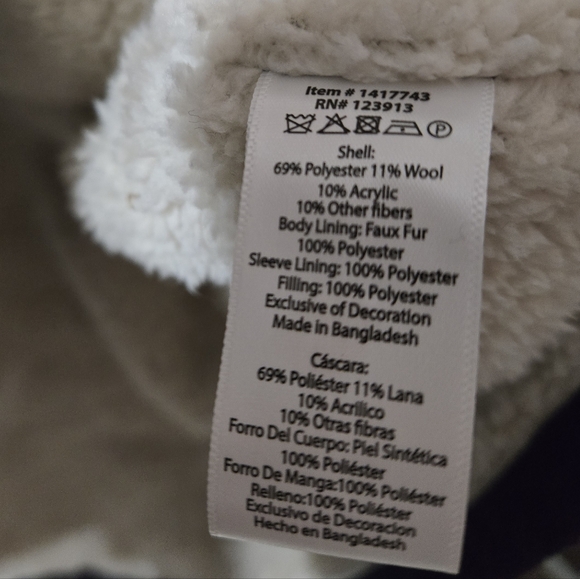 Item # 1417743
RN# 123913
P
Shell:
69% Polyester 11% Wool
10% Acrylic
10% Other fibers
Body Lining: Faux Fur
100% Polyester
Sleeve Lining: 100% Polyester
Filling: 100% Polyester
Exclusive of Decoration
Made in Bangladesh
Cáscara:
69% Poliéster 11% Lana
10% Acrílico
10% Otras fibras
Forro Del Cuerpo: Piel Sintética
100% Poliéster
Forro De Manga:100% Poliéster
Relleno:100% Poliéster
Exclusivo de Decoracion
Hecho en Bangladesh